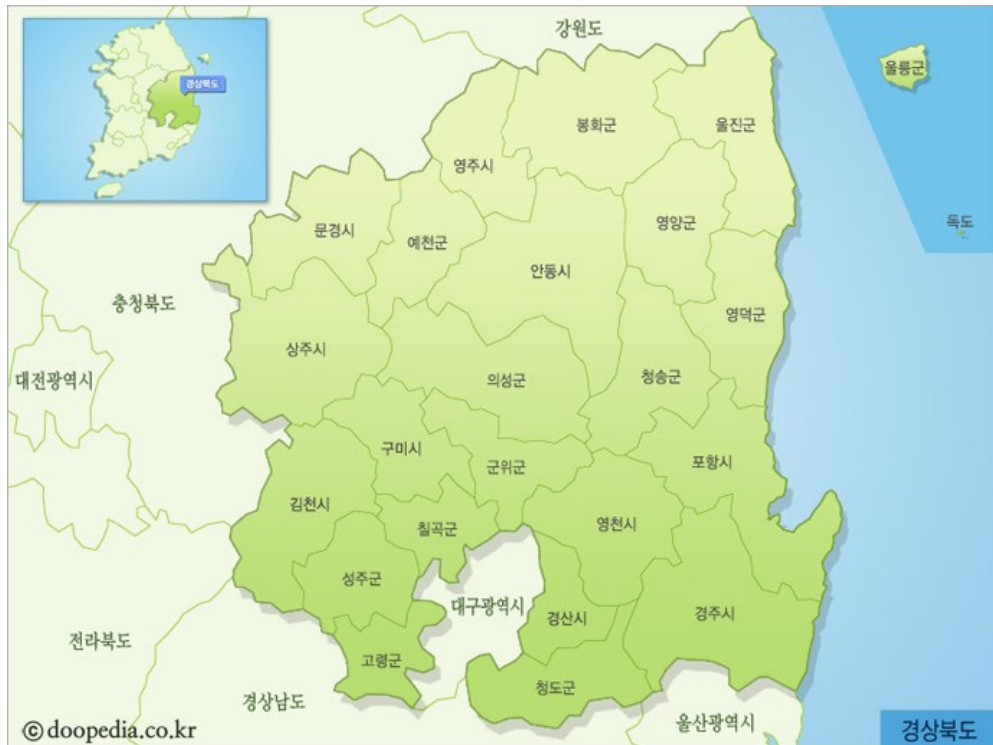 강원도
울릉군
경상북도
봉화군
울진군
영주시
독도
문경시
예천군
영양군
안동시
충청북도
영덕군
상주시
의성군
청송군
대전광역시
구미시
군위군
포항시
김천시
칠곡군
영천시
성주군
대구광역시
경산시
경주시
전라북도
고령군
청도군
경상남도
울산광역시
ⓒ doopedia.co.kr
경상북도